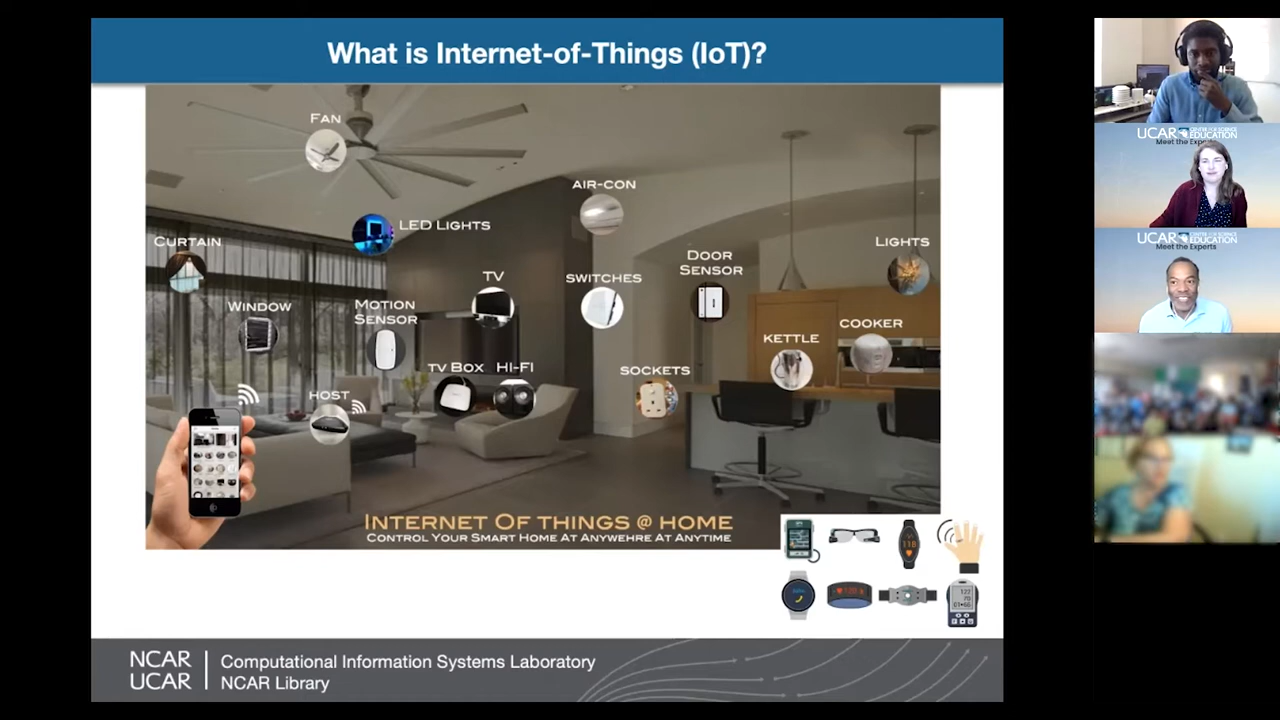 What is Internet-of-Things (IoT)?
FAN
AIR-CON
LED LIGHTS
CURTAIN
DOOR
SENSOR
LIGHTS
TV
SWITCHES
WINDOW
MOTION
SENSOR
COOKER
KETTLE
TV BOX
HI-FI
SOCKETS
HOST
INTERNET OF THINGS @ HOME
CONTROL YOUR SMART HOME AT ANYWEHRE AT ANYTIME
118
122
70
NCAR
UCAR
Computational Information Systems Laboratory
NCAR Library
UCAR CENTER FOR SCIENCE
EDUCATION
Meet the Experts
UCAR CENTER FOR SCIENCE
EDUCATION
Meet the Experts